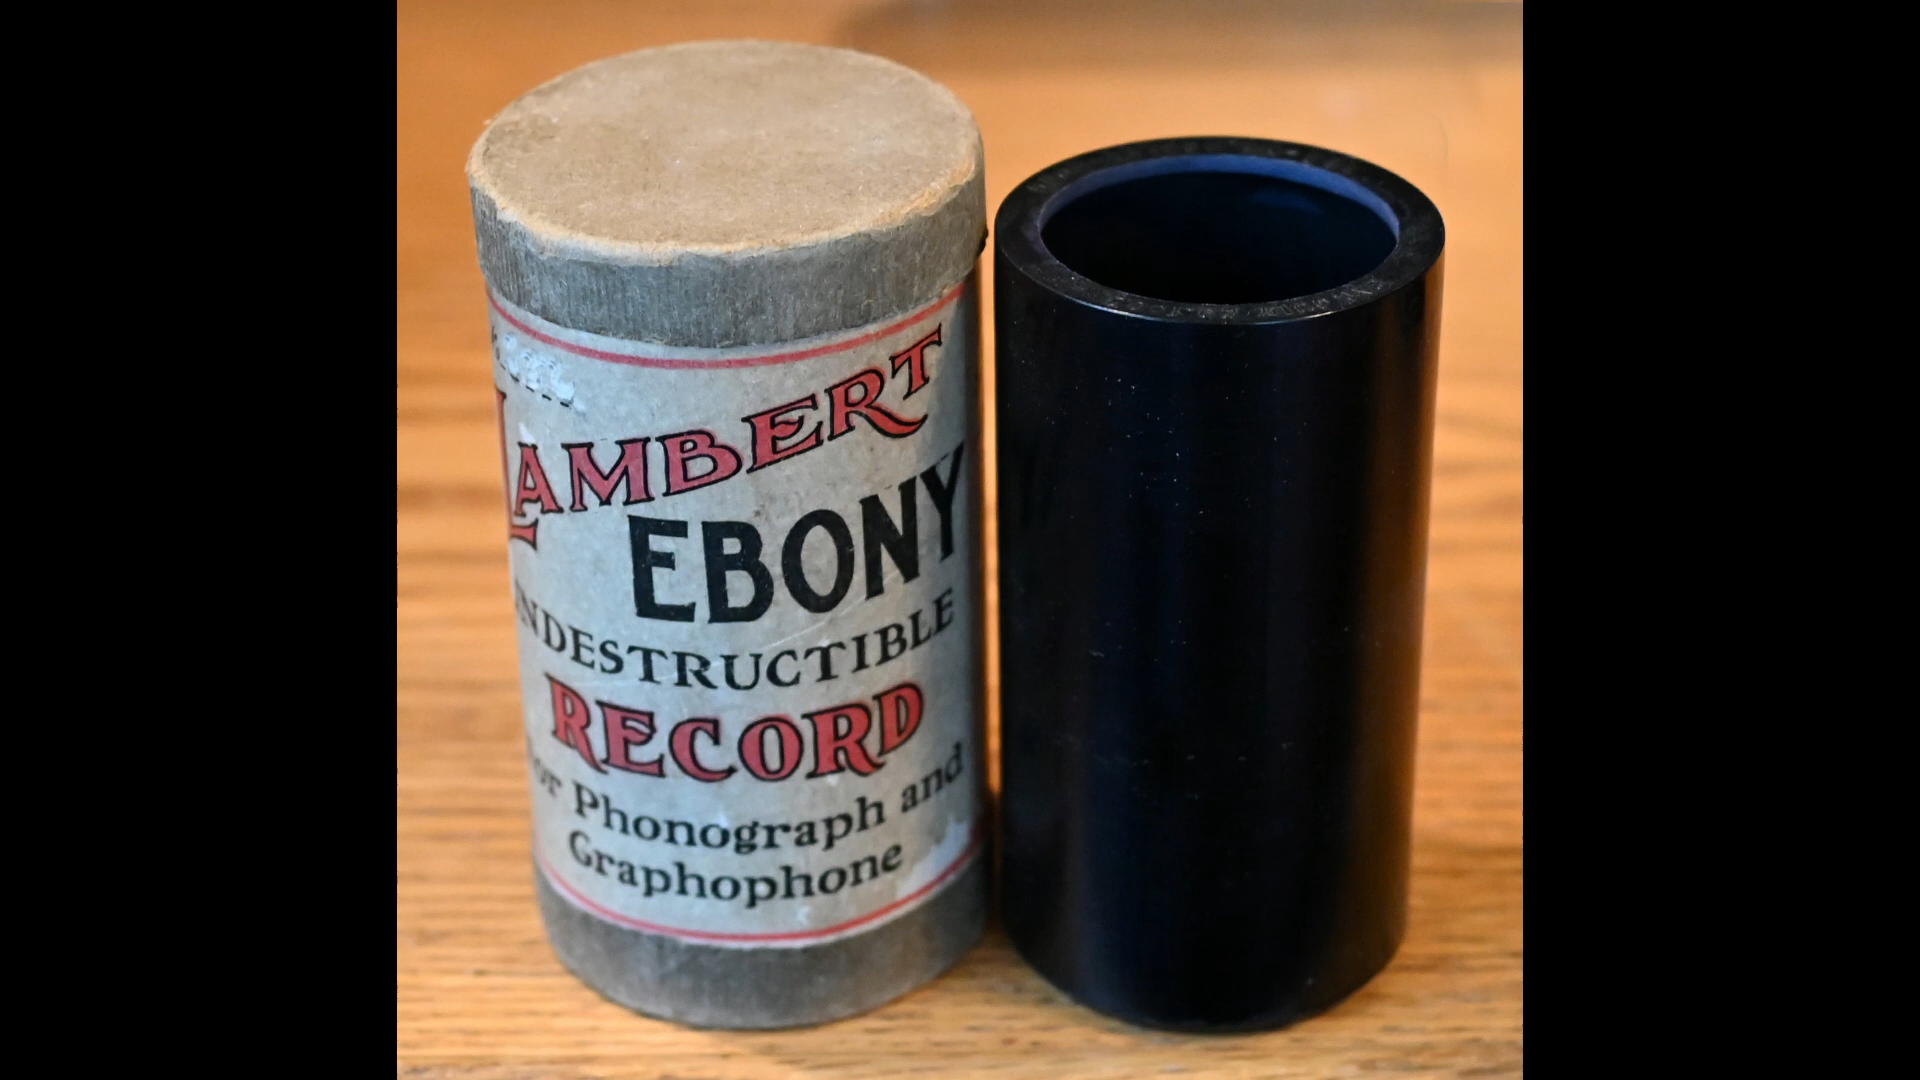 LAMBERT
EBONY
INDESTRUCTIBLE
RECORD
Phonograph and
Graphophone